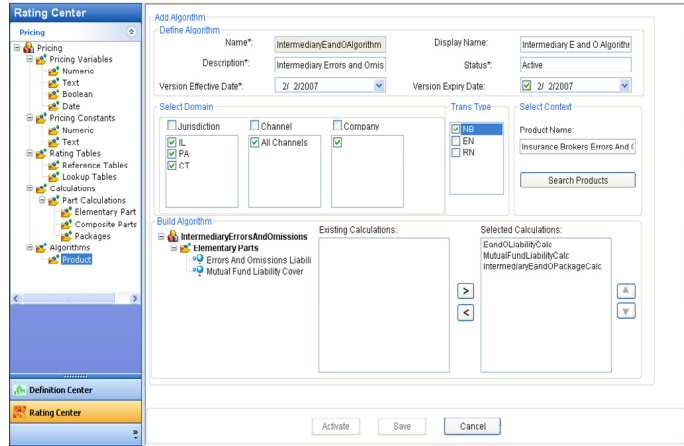 Rating Center
Pricing
Pricing
Pricing Variables
Numeric
Text
Boolean
Date
Pricing Constants
Numeric
Text
Rating Tables
Reference Tables
Lookup Tables
Calculations
Part Calculations
Elementary Part
Composite Parts
Packages
Algorithms
Product
Definition Center
Rating Center
Add Algorithm
Define Algorithm
Name*: IntermediaryEandOAlgorithm Display Name: Intermediary E and O Algorithm
Description*: Intermediary Errors and Omis Status*: Active
Version Effective Date*: 2/ 2/2007 Version Expiry Date: 2/ 2/2007
Select Domain Trans Type Select Context
Jurisdiction Channel Company
IL All Channels
PA
CT
NB
EN
RN
Product Name:
Insurance Brokers Errors And (
Search Products
Build Algorithm
IntermediaryErrorsAndOmissions
Elementary Parts
Errors And Omissions Liabili
Mutual Fund Liability Cover
Existing Calculations:
>
<
Selected Calculations:
EandOLiabilityCalc
MutualFundLiabilityCalc
IntermediaryEandOPackageCalc
Activate Save Cancel